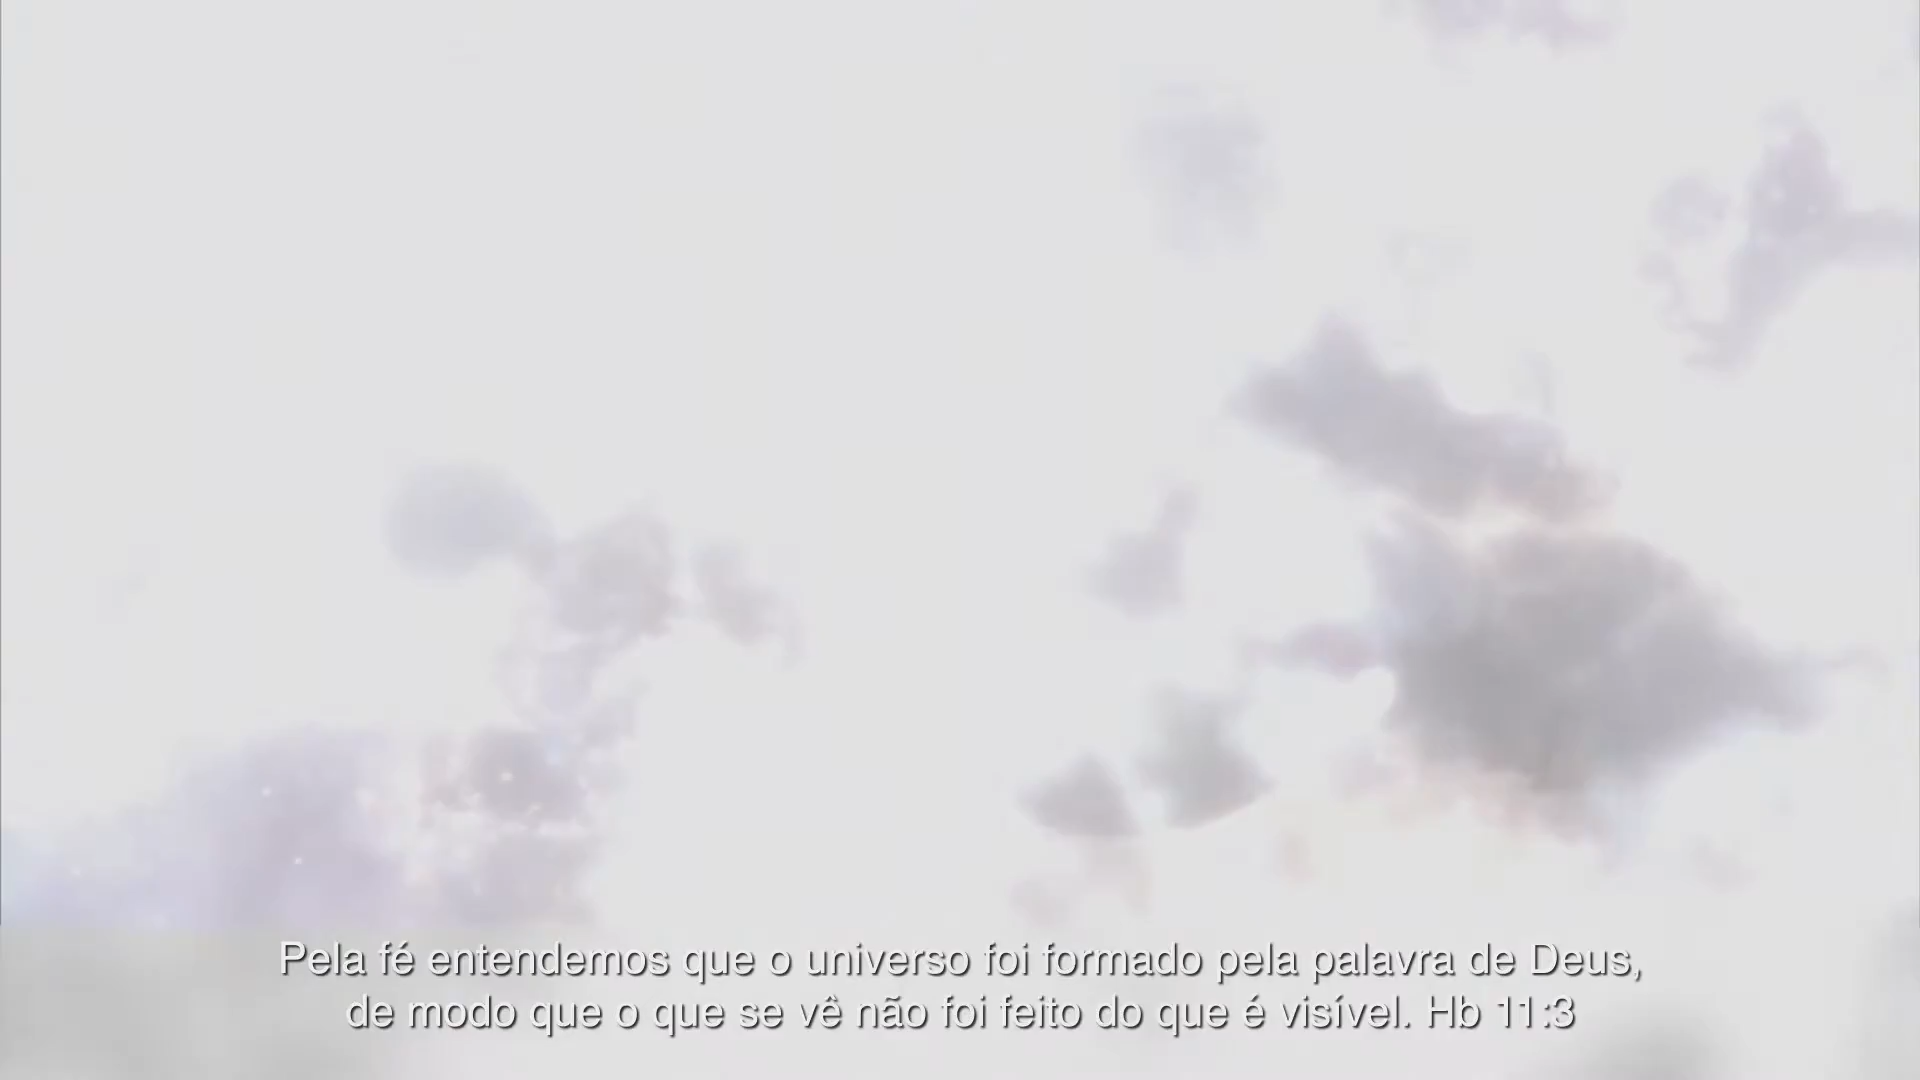 Pela fé entendemos que o universo foi formado pela palavra de Deus,
de modo que o que se vê não foi feito do que é visível. Hb 11:3